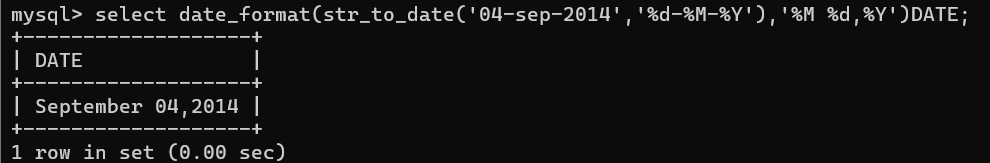 mysql> select date_format(str_to_date('04-sep-2014','%d-%M-%Y'),'%M %d,%Y')DATE;
+-------------------+
| DATE              |
+-------------------+
| September 04,2014 |
+-------------------+
1 row in set (0.00 sec)